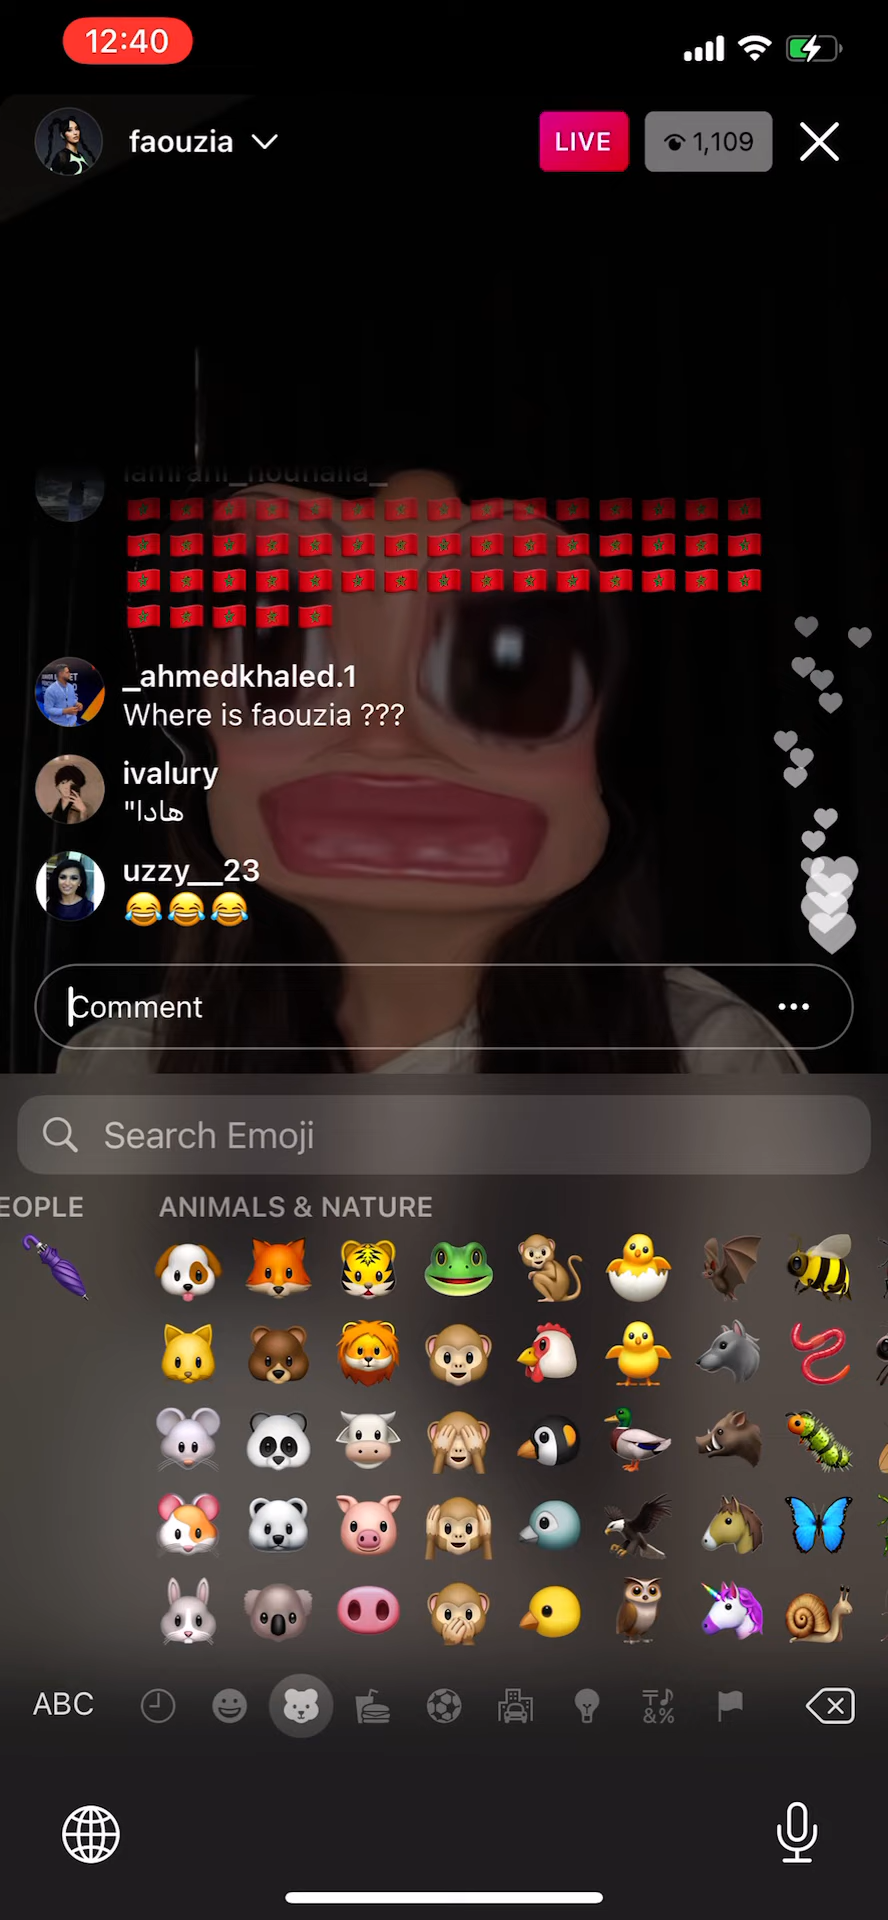 12:40
faouzia
LIVE
1,109
lamrani_nouhaila_
_ahmedkhaled.1
Where is faouzia ???
ivalury
"هادا
uzzy__23
Comment
Search Emoji
EOPLE
ANIMALS & NATURE
ABC